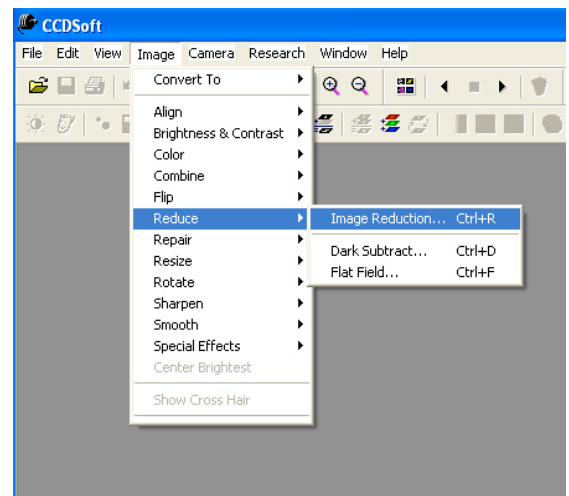 CCDSoft
File Edit View Image Camera Research Window Help
Convert To
Align
Brightness & Contrast
Color
Combine
Flip
Reduce
Image Reduction... Ctrl+R
Repair
Dark Subtract... Ctrl+D
Resize
Flat Field... Ctrl+F
Rotate
Sharpen
Smooth
Special Effects
Center Brightest
Show Cross Hair